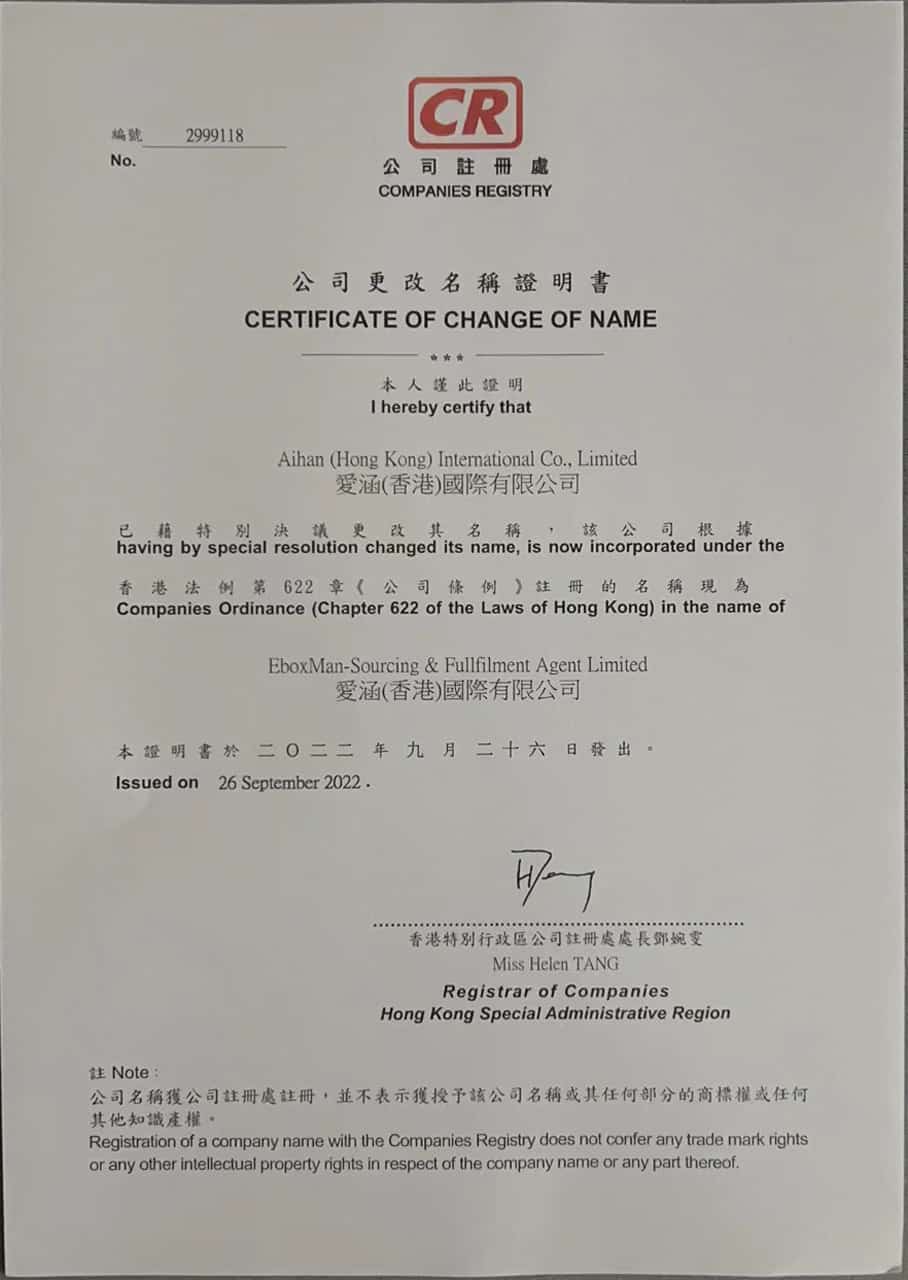 CR
編號 2999118
No.
公司註冊處
COMPANIES REGISTRY
公司更改名稱證明書
CERTIFICATE OF CHANGE OF NAME
***
本人謹此證明
I hereby certify that
Aihan (Hong Kong) International Co., Limited
愛涵(香港)國際有限公司
已藉特別決議更改其名稱，該公司根據
having by special resolution changed its name, is now incorporated under the
香港法例第622章《公司條例》註冊的名稱現為
Companies Ordinance (Chapter 622 of the Laws of Hong Kong) in the name of
EboxMan-Sourcing & Fullfilment Agent Limited
愛涵(香港)國際有限公司
本證明書於二〇二二年九月二十六日發出。
Issued on 26 September 2022.
香港特別行政區公司註冊處處長鄧婉雯
Miss Helen TANG
Registrar of Companies
Hong Kong Special Administrative Region
註 Note :
公司名稱獲公司註冊處註冊，並不表示獲授予該公司名稱或其任何部分的商標權或任何
其他知識產權。
Registration of a company name with the Companies Registry does not confer any trade mark rights
or any other intellectual property rights in respect of the company name or any part thereof.